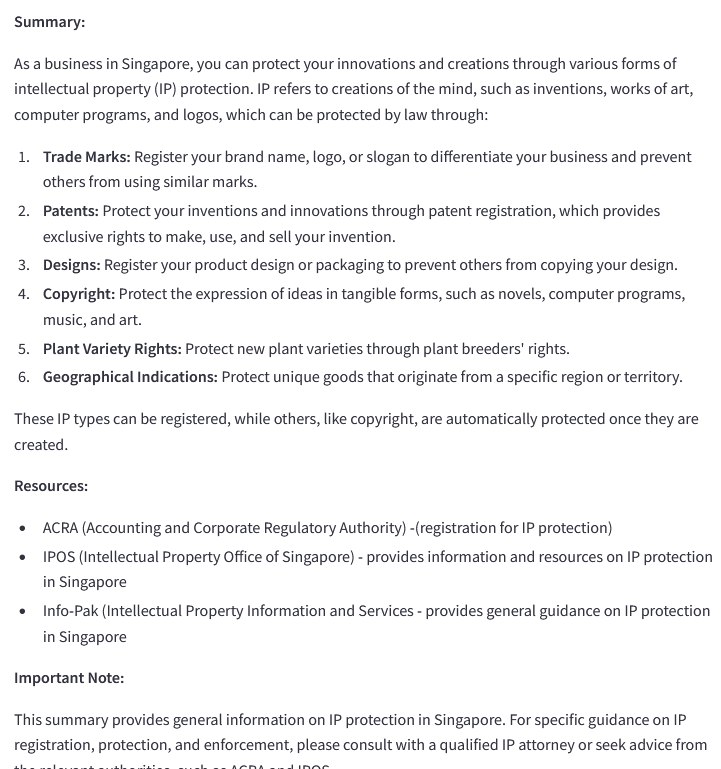 Summary:
As a business in Singapore, you can protect your innovations and creations through various forms of
intellectual property (IP) protection. IP refers to creations of the mind, such as inventions, works of art,
computer programs, and logos, which can be protected by law through:
1. Trade Marks: Register your brand name, logo, or slogan to differentiate your business and prevent
others from using similar marks.
2. Patents: Protect your inventions and innovations through patent registration, which provides
exclusive rights to make, use, and sell your invention.
3. Designs: Register your product design or packaging to prevent others from copying your design.
4. Copyright: Protect the expression of ideas in tangible forms, such as novels, computer programs,
music, and art.
5. Plant Variety Rights: Protect new plant varieties through plant breeders' rights.
6. Geographical Indications: Protect unique goods that originate from a specific region or territory.
These IP types can be registered, while others, like copyright, are automatically protected once they are
created.
Resources:
• ACRA (Accounting and Corporate Regulatory Authority) -(registration for IP protection)
• IPOS (Intellectual Property Office of Singapore) - provides information and resources on IP protection
in Singapore
• Info-Pak (Intellectual Property Information and Services - provides general guidance on IP protection
in Singapore
Important Note:
This summary provides general information on IP protection in Singapore. For specific guidance on IP
registration, protection, and enforcement, please consult with a qualified IP attorney or seek advice from
the relevant authorities, such as ACRA and IPOS.